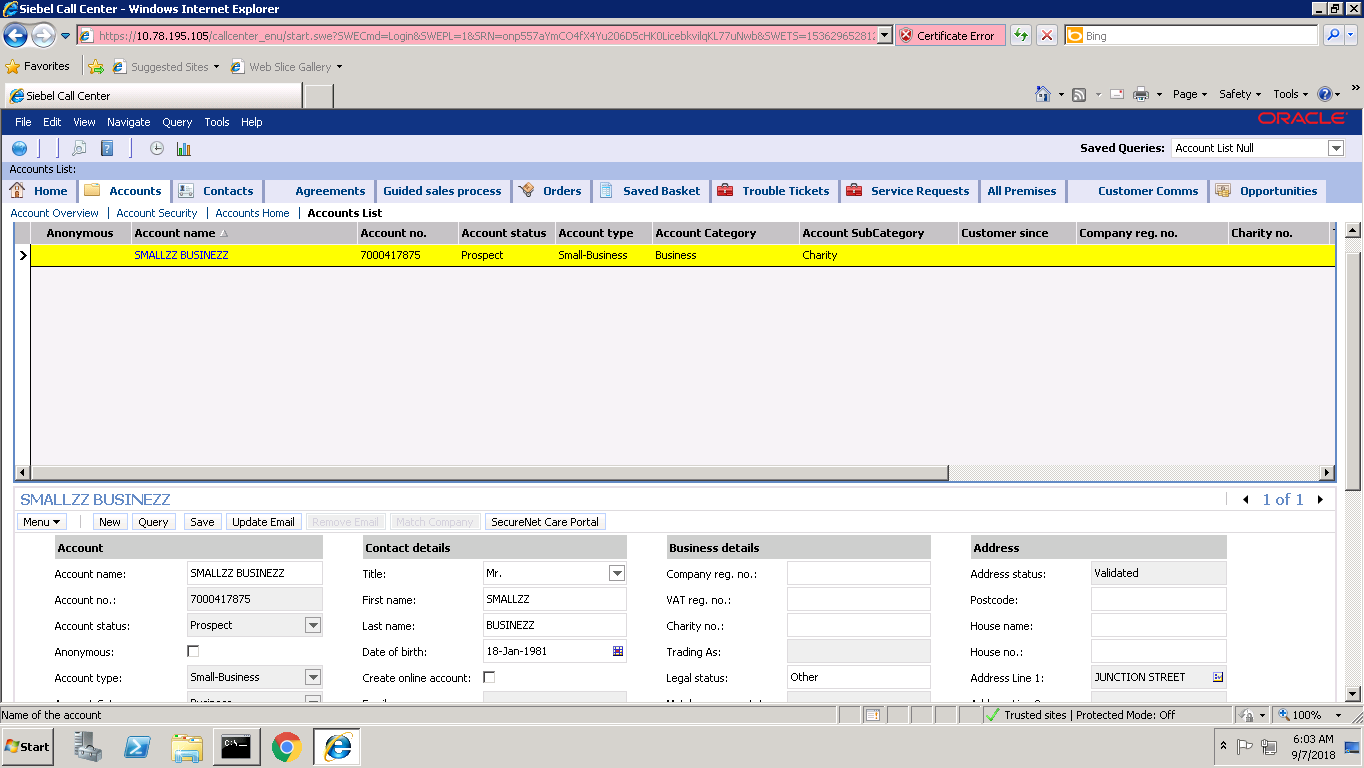 Siebel Call Center - Windows Internet Explorer
https://10.78.195.105/callcenter_enu/start.swe?SWECmd=Login&SWEPL=1&SRN= Certificate Error Bing
Favorites Suggested Sites Web Slice Gallery
Siebel Call Center Page Safety Tools
File Edit View Navigate Query Tools Help ORACLE
Saved Queries: Account List Null
Accounts List:
Home Accounts Contacts Agreements Guided sales process Orders Saved Basket Trouble Tickets Service Requests All Premises Customer Comms Opportunities
Account Overview | Account Security | Accounts Home | Accounts List
Anonymous Account name Account no. Account status Account type Account Category Account SubCategory Customer since Company reg. no. Charity no.
SMALLZZ BUSINEZZ 7000417875 Prospect Small-Business Business Charity
SMALLZZ BUSINEZZ 1 of 1
Menu New Query Save Update Email Remove Email Match Company SecureNet Care Portal
Account Contact details Business details Address
Account name: SMALLZZ BUSINEZZ Title: Mr. Company reg. no.: Address status: Validated
Account no.: 7000417875 First name: SMALLZZ VAT reg. no.: Postcode:
Account status: Prospect Last name: BUSINEZZ Charity no.: House name:
Anonymous: Date of birth: 18-Jan-1981 Trading As: House no.:
Account type: Small-Business Create online account: Legal status: Other Address Line 1: JUNCTION STREET
Name of the account Trusted sites | Protected Mode: Off 100%
Start 6:03 AM
9/7/2018